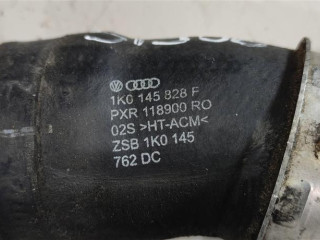 1K0 145 828 F
PXR 118900 RO
02S >HT-ACM<
ZSB 1K0 145
762 DC